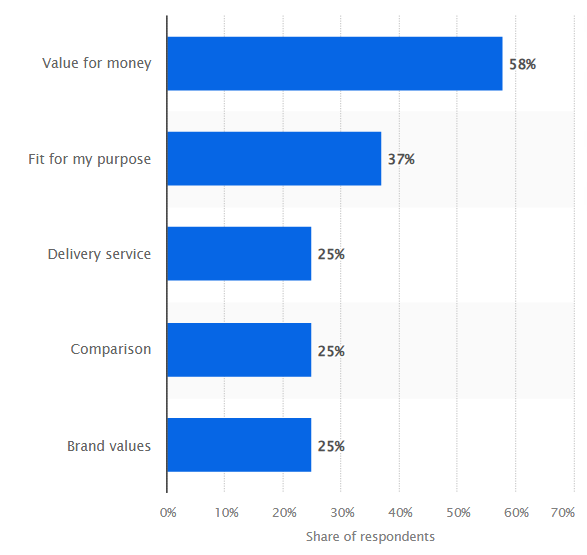 Value for money
58%
Fit for my purpose
37%
Delivery service
25%
Comparison
25%
Brand values
25%
0% 10% 20% 30% 40% 50% 60% 70%
Share of respondents